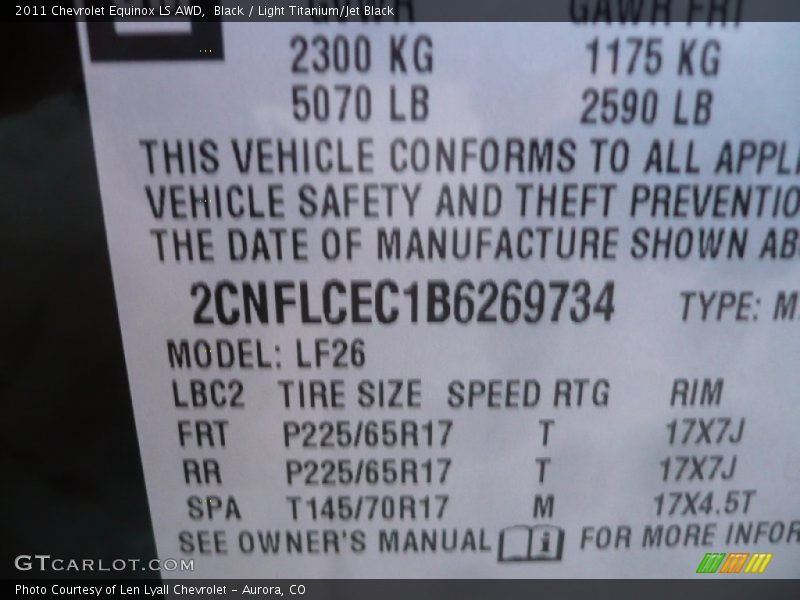 2011 Chevrolet Equinox LS AWD, Black / Light Titanium/Jet Black
GAWR FRT
2300 KG 1175 KG
5070 LB 2590 LB
THIS VEHICLE CONFORMS TO ALL APPLI
VEHICLE SAFETY AND THEFT PREVENTIO
THE DATE OF MANUFACTURE SHOWN AB
2CNFLCEC1B6269734 TYPE: M
MODEL: LF26
LBC2 TIRE SIZE SPEED RTG RIM
FRT P225/65R17 T 17X7J
RR P225/65R17 T 17X7J
SPA T145/70R17 M 17X4.5T
SEE OWNER'S MANUAL i FOR MORE INFOR
GTCARLOT.COM
Photo Courtesy of Len Lyall Chevrolet - Aurora, CO